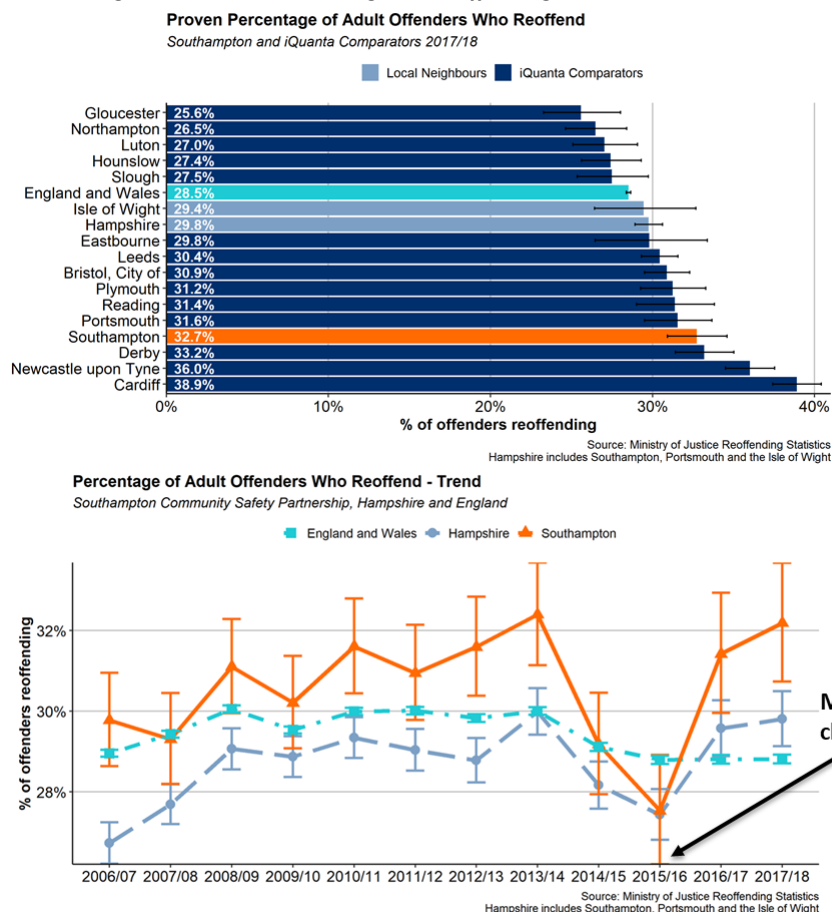 Proven Percentage of Adult Offenders Who Reoffend
Southampton and iQuanta Comparators 2017/18
Local Neighbours iQuanta Comparators
Gloucester 25.6%
Northampton 26.5%
Luton 27.0%
Hounslow 27.4%
Slough 27.5%
England and Wales 28.5%
Isle of Wight 29.4%
Hampshire 29.8%
Eastbourne 29.8%
Leeds 30.4%
Bristol, City of 30.9%
Plymouth 31.2%
Reading 31.4%
Portsmouth 31.6%
Southampton 32.7%
Derby 33.2%
Newcastle upon Tyne 36.0%
Cardiff 38.9%
0% 10% 20% 30% 40%
% of offenders reoffending
Source: Ministry of Justice Reoffending Statistics
Hampshire includes Southampton, Portsmouth and the Isle of Wight
Percentage of Adult Offenders Who Reoffend - Trend
Southampton Community Safety Partnership, Hampshire and England
England and Wales Hampshire Southampton
% of offenders reoffending
32%
30%
28%
2006/07 2007/08 2008/09 2009/10 2010/11 2011/12 2012/13 2013/14 2014/15 2015/16 2016/17 2017/18
Source: Ministry of Justice Reoffending Statistics
Hampshire includes Southampton, Portsmouth and the Isle of Wight